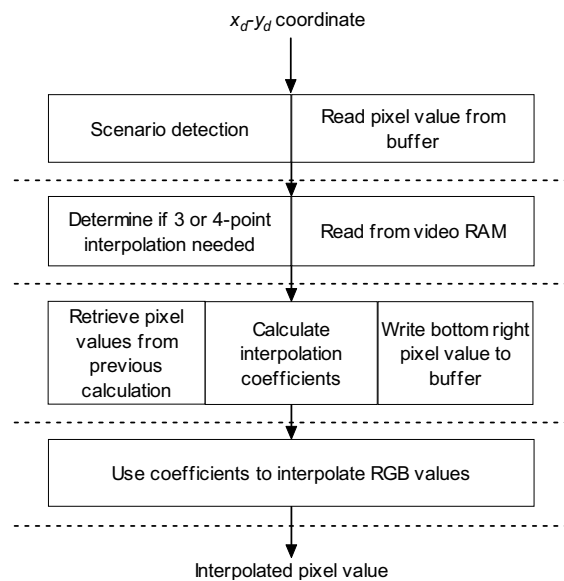 x_d-y_d coordinate
Scenario detection
Read pixel value from
buffer
Determine if 3 or 4-point
interpolation needed
Read from video RAM
Retrieve pixel
values from
previous
calculation
Calculate
interpolation
coefficients
Write bottom right
pixel value to
buffer
Use coefficients to interpolate RGB values
Interpolated pixel value